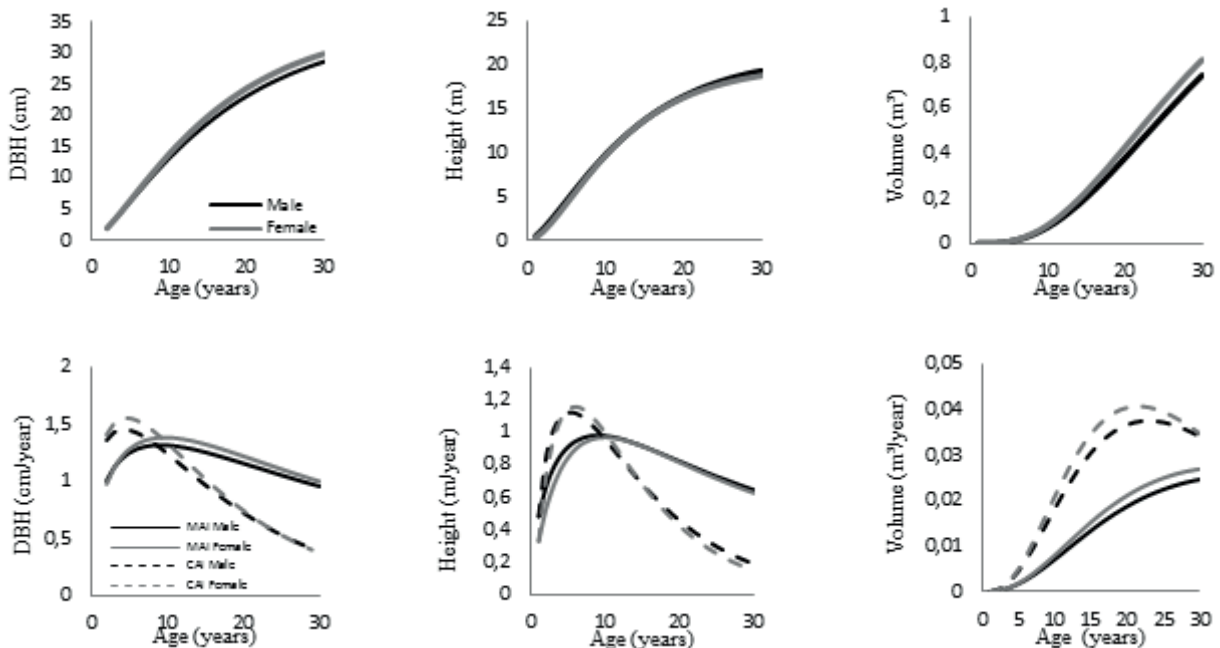 DBH (cm)
35
30
25
20
15
10
5
0
0 10 20 30
Age (years)
Male
Female
Height (m)
25
20
15
10
5
0
0 10 20 30
Age (years)
Volume (m³)
1
0,8
0,6
0,4
0,2
0
0 10 20 30
Age (years)
DBH (cm/year)
2
1,5
1
0,5
0
0 10 20 30
Age (years)
MAI Male
MAI Female
CAI Male
CAI Female
Height (m/year)
1,4
1,2
1
0,8
0,6
0,4
0,2
0
0 10 20 30
Age (years)
Volume (m³/year)
0,05
0,04
0,03
0,02
0,01
0
0 5 10 15 20 25 30
Age (years)